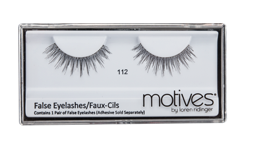 112
False Eyelashes/Faux-Cils
Contains 1 Pair of False Eyelashes (Adhesive Sold Separately)
motives®
by loren ridinger